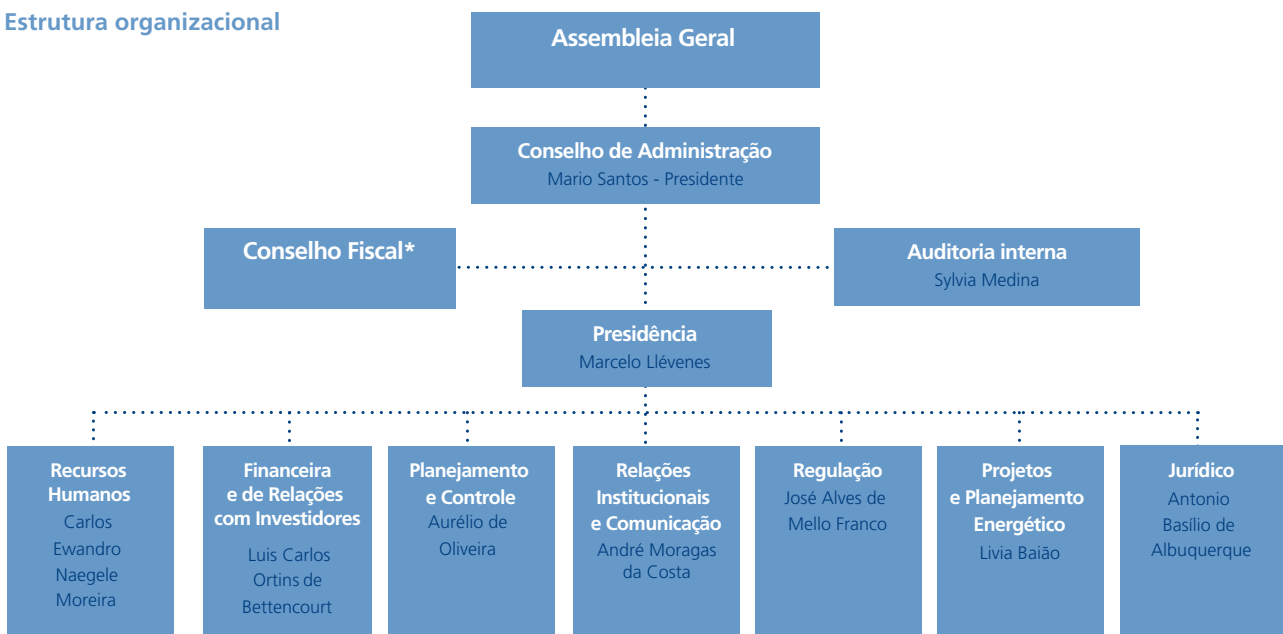 Estrutura organizacional
Assembleia Geral
Conselho de Administração
Mario Santos - Presidente
Conselho Fiscal*
Auditoria interna
Sylvia Medina
Presidência
Marcelo Llévenes
Recursos
Humanos
Carlos
Ewandro
Naegele
Moreira
Financeira
e de Relações
com Investidores
Luis Carlos
Ortins de
Bettencourt
Planejamento
e Controle
Aurélio de
Oliveira
Relações
Institucionais
e Comunicação
André Moragas
da Costa
Regulação
José Alves de
Mello Franco
Projetos
e Planejamento
Energético
Livia Baião
Jurídico
Antonio
Basílio de
Albuquerque